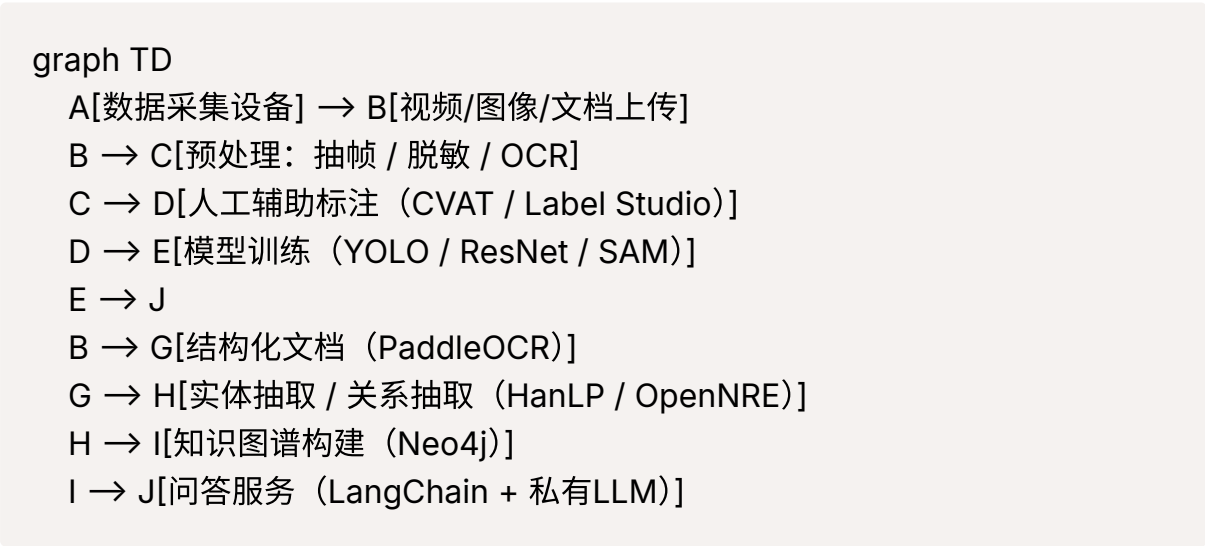 graph TD
A[数据采集设备] --> B[视频/图像/文档上传]
B --> C[预处理：抽帧 / 脱敏 / OCR]
C --> D[人工辅助标注（CVAT / Label Studio）]
D --> E[模型训练（YOLO / ResNet / SAM）]
E --> J
B --> G[结构化文档（PaddleOCR）]
G --> H[实体抽取 / 关系抽取（HanLP / OpenNRE）]
H --> I[知识图谱构建（Neo4j）]
I --> J[问答服务（LangChain + 私有LLM）]